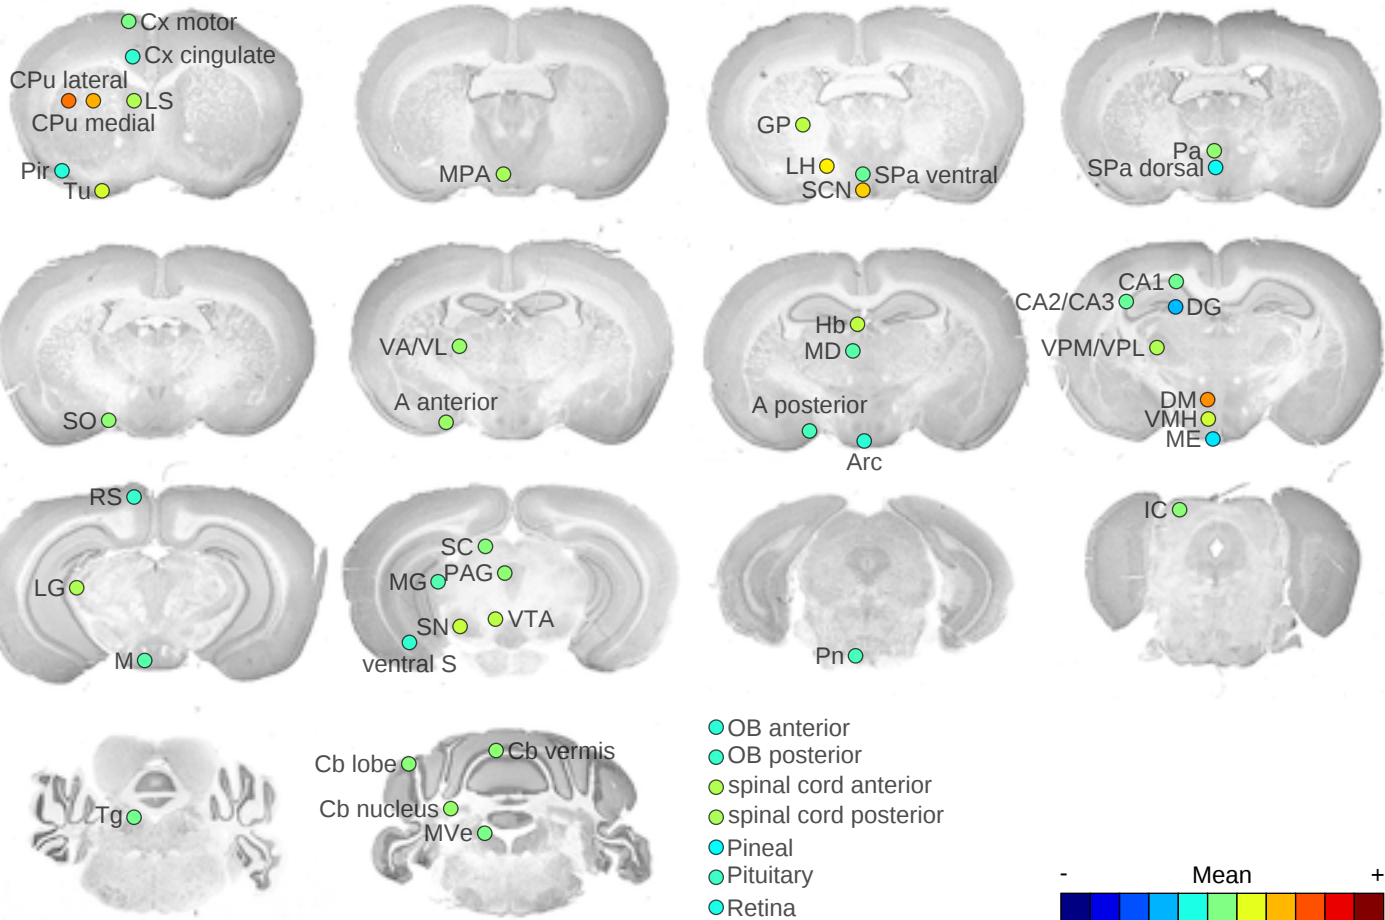 Cx motor
Cx cingulate
CPu lateral
LS
CPu medial
Pir
Tu
MPA
GP
LH
SPa ventral
SCN
Pa
SPa dorsal
SO
VA/VL
A anterior
Hb
MD
A posterior
Arc
CA1
CA2/CA3
DG
VPM/VPL
DM
VMH
ME
RS
LG
M
SC
MG
PAG
SN
VTA
ventral S
Pn
IC
Tg
Cb lobe
Cb vermis
Cb nucleus
MVe
OB anterior
OB posterior
spinal cord anterior
spinal cord posterior
Pineal
Pituitary
Retina
- Mean +